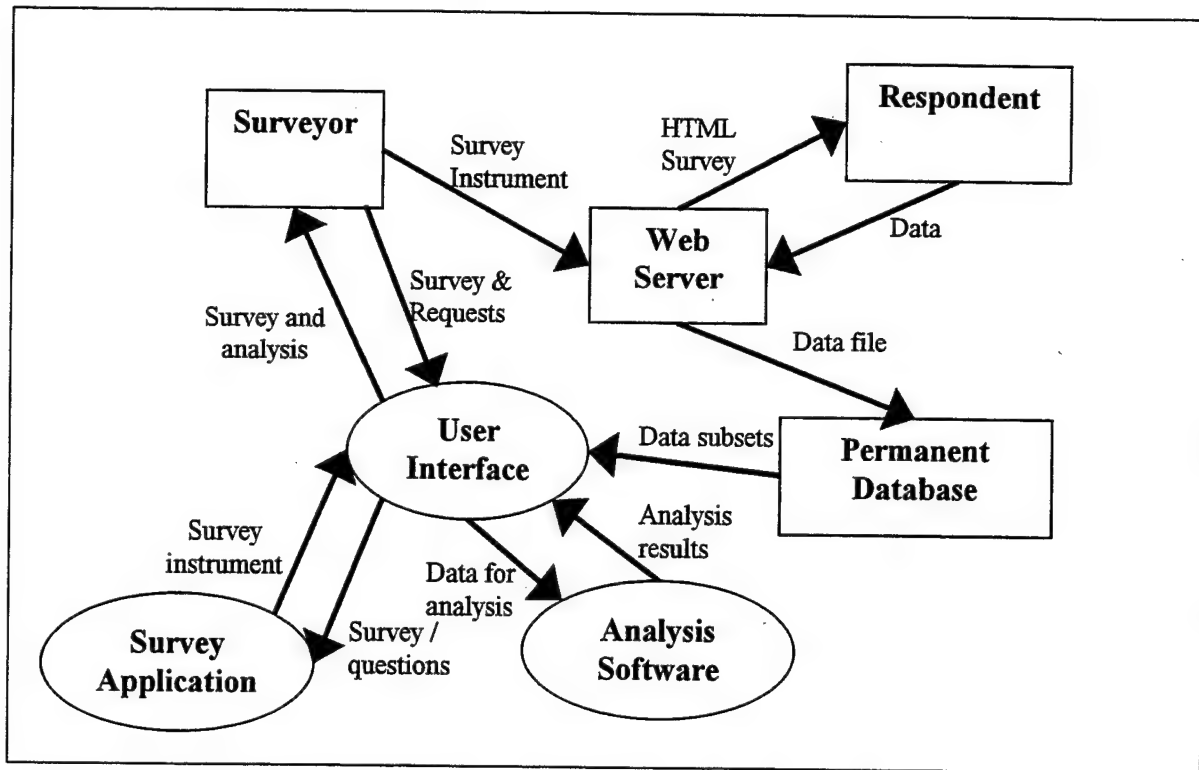 Surveyor
Respondent
HTML
Survey
Survey
Instrument
Web
Server
Data
Survey &
Requests
Survey and
analysis
Data file
User
Interface
Data subsets
Permanent
Database
Survey
instrument
Analysis
results
Data for
analysis
Survey /
questions
Survey
Application
Analysis
Software